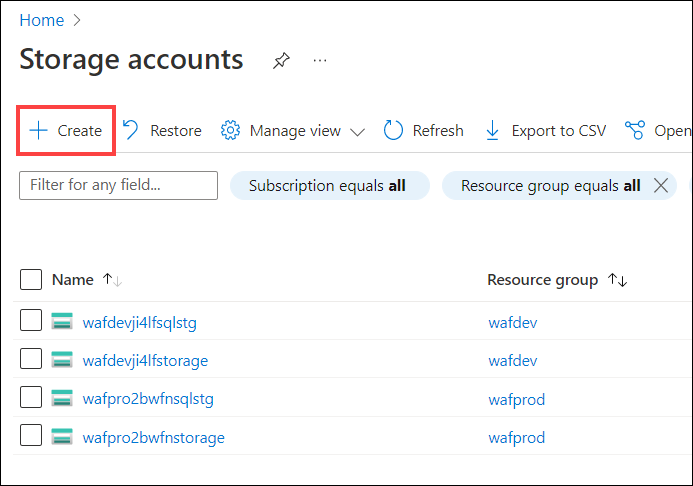 Home >
Storage accounts ...
+ Create Restore Manage view Refresh Export to CSV Open
Filter for any field... Subscription equals all Resource group equals all
Name ↑↓ Resource group ↑↓
wafdevji4lfsqlstg wafdev
wafdevji4lfstorage wafdev
wafpro2bwfnsqlstg wafprod
wafpro2bwfnstorage wafprod